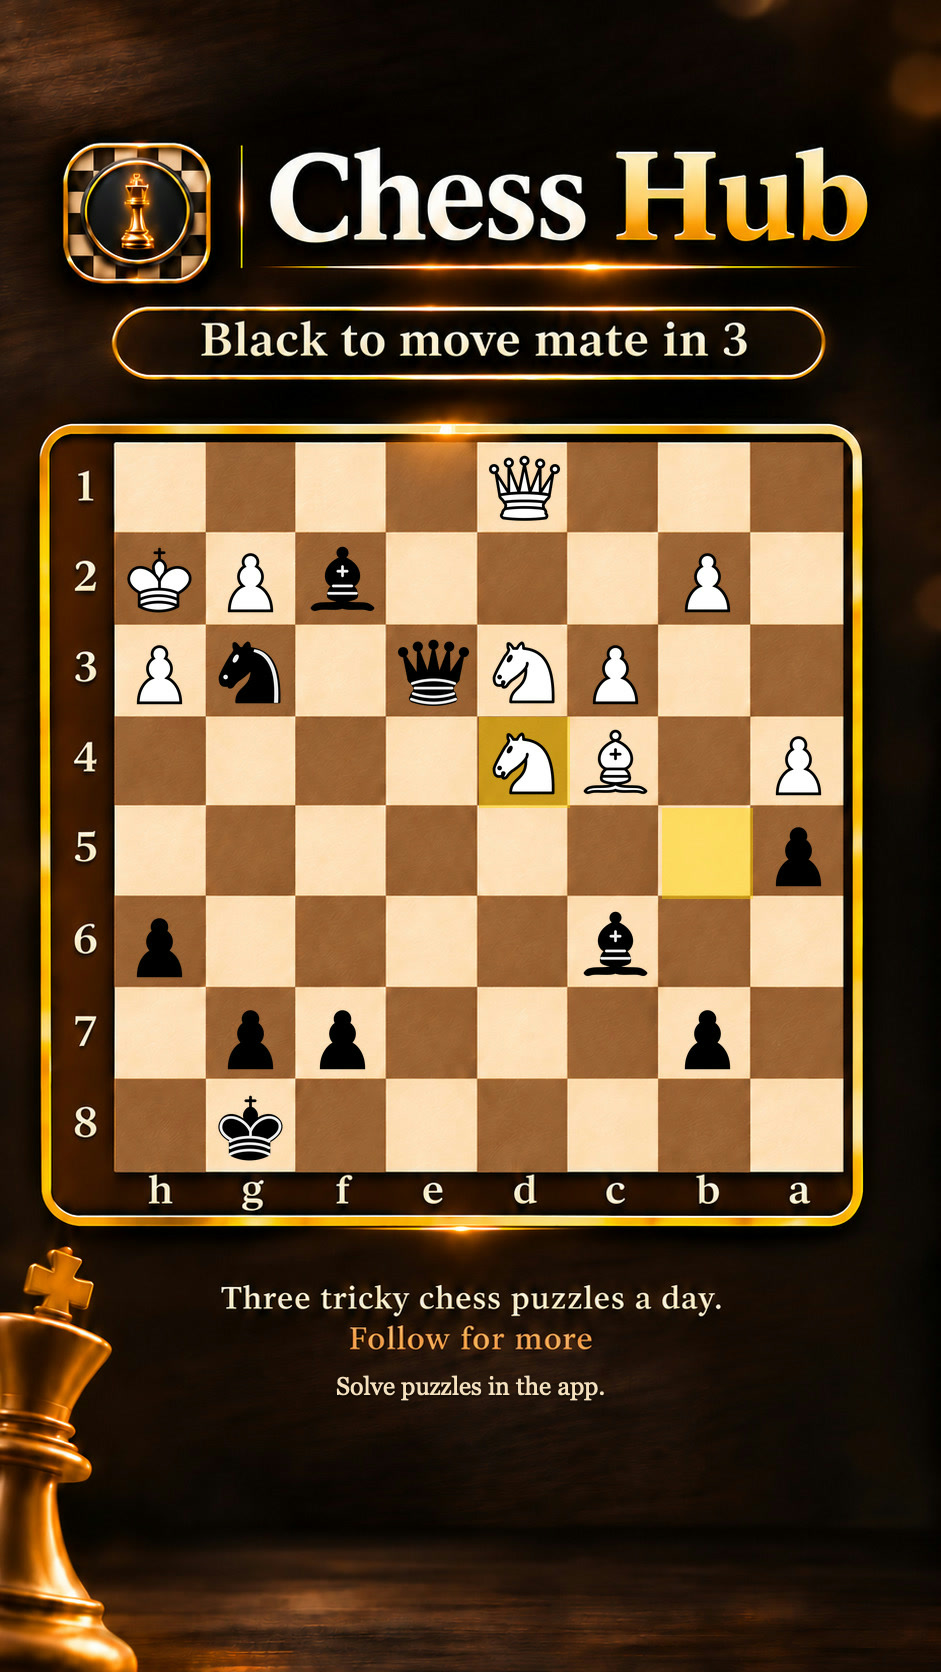 Chess Hub
Black to move mate in 3
1
2
3
4
5
6
7
8
h g f e d c b a
Three tricky chess puzzles a day.
Follow for more
Solve puzzles in the app.